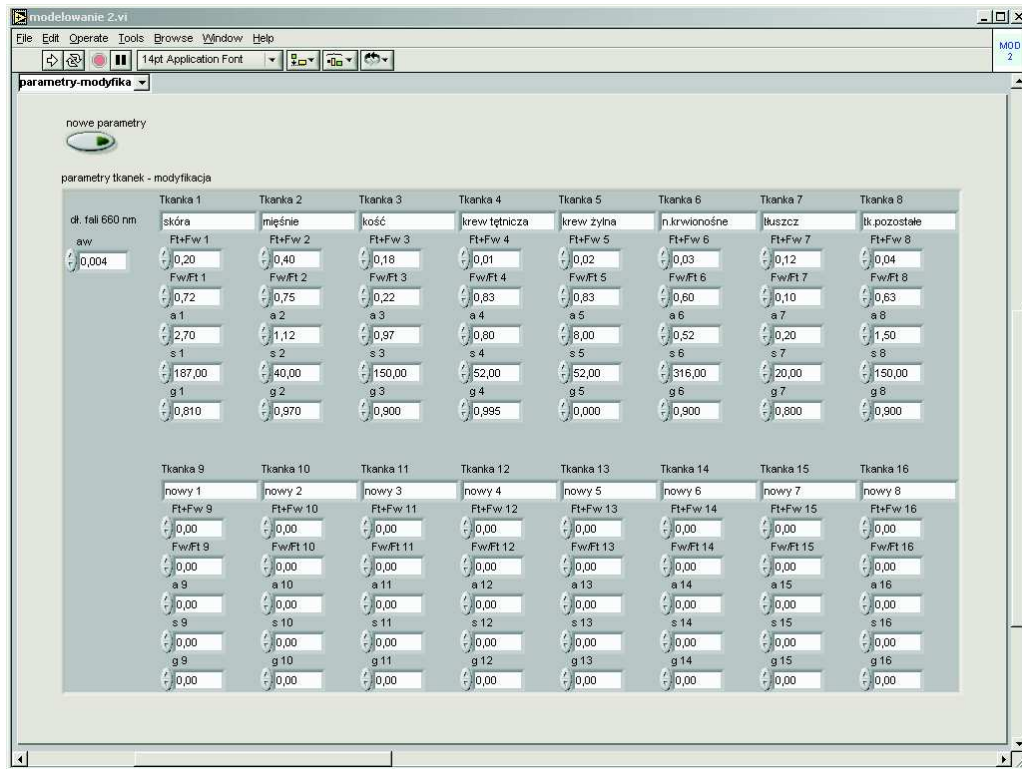 modelowanie 2.vi
File Edit Operate Tools Browse Window Help
14pt Application Font
MOD
2
parametry-modyfika
nowe parametry
parametry tkanek - modyfikacja
Tkanka 1 Tkanka 2 Tkanka 3 Tkanka 4 Tkanka 5 Tkanka 6 Tkanka 7 Tkanka 8
dł. fali 660 nm skóra mięśnie kość krew tętnicza krew żylna n.krwionośne tłuszcz tk.pozostałe
aw Ft+Fw 1 Ft+Fw 2 Ft+Fw 3 Ft+Fw 4 Ft+Fw 5 Ft+Fw 6 Ft+Fw 7 Ft+Fw 8
0,004 0,20 0,40 0,18 0,01 0,02 0,03 0,12 0,04
Fw/Ft 1 Fw/Ft 2 Fw/Ft 3 Fw/Ft 4 Fw/Ft 5 Fw/Ft 6 Fw/Ft 7 Fw/Ft 8
0,72 0,75 0,22 0,83 0,83 0,60 0,10 0,63
a 1 a 2 a 3 a 4 a 5 a 6 a 7 a 8
2,70 1,12 0,97 0,80 8,00 0,52 0,20 1,50
s 1 s 2 s 3 s 4 s 5 s 6 s 7 s 8
187,00 40,00 150,00 52,00 52,00 316,00 20,00 150,00
g 1 g 2 g 3 g 4 g 5 g 6 g 7 g 8
0,810 0,970 0,900 0,995 0,000 0,900 0,800 0,900
Tkanka 9 Tkanka 10 Tkanka 11 Tkanka 12 Tkanka 13 Tkanka 14 Tkanka 15 Tkanka 16
nowy 1 nowy 2 nowy 3 nowy 4 nowy 5 nowy 6 nowy 7 nowy 8
Ft+Fw 9 Ft+Fw 10 Ft+Fw 11 Ft+Fw 12 Ft+Fw 13 Ft+Fw 14 Ft+Fw 15 Ft+Fw 16
0,00 0,00 0,00 0,00 0,00 0,00 0,00 0,00
Fw/Ft 9 Fw/Ft 10 Fw/Ft 11 Fw/Ft 12 Fw/Ft 13 Fw/Ft 14 Fw/Ft 15 Fw/Ft 16
0,00 0,00 0,00 0,00 0,00 0,00 0,00 0,00
a 9 a 10 a 11 a 12 a 13 a 14 a 15 a 16
0,00 0,00 0,00 0,00 0,00 0,00 0,00 0,00
s 9 s 10 s 11 s 12 s 13 s 14 s 15 s 16
0,00 0,00 0,00 0,00 0,00 0,00 0,00 0,00
g 9 g 10 g 11 g 12 g 13 g 14 g 15 g 16
0,00 0,00 0,00 0,00 0,00 0,00 0,00 0,00